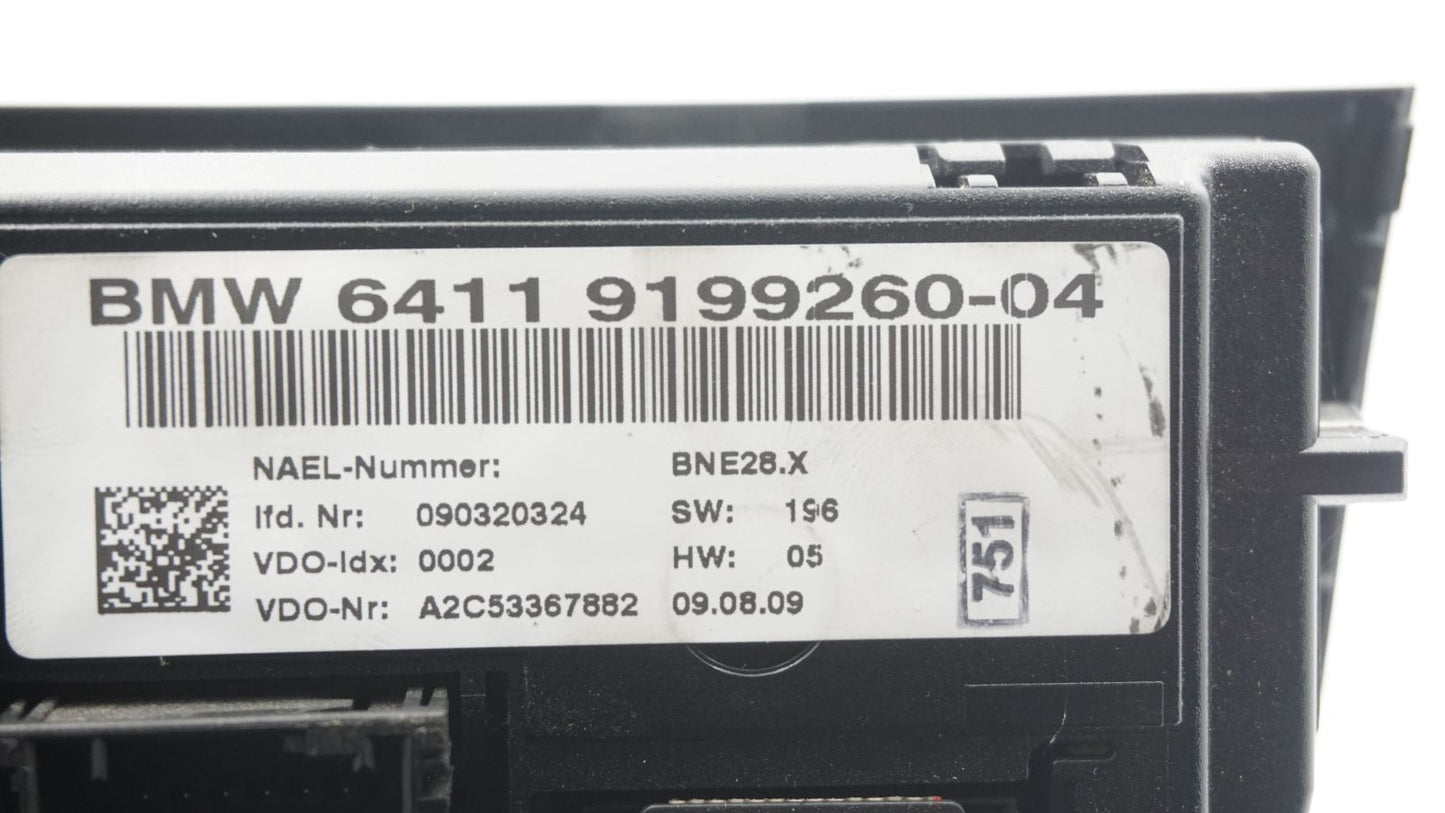 BMW 6411 9199260-04
NAEL-Nummer: BNE28.X
lfd. Nr: 090320324 SW: 196
VDO-Idx: 0002 HW: 05
VDO-Nr: A2C53367882 09.08.09
751